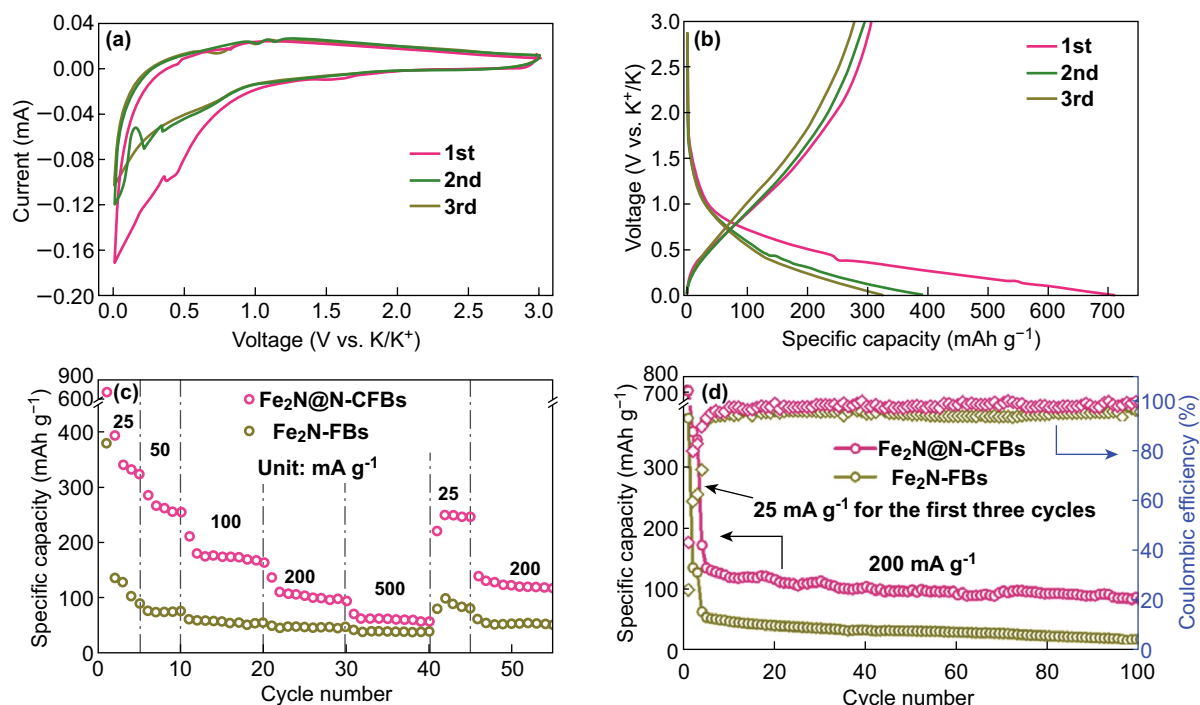 (a)
0.04
0.00
−0.04
−0.08
−0.12
−0.16
−0.20
Current (mA)
1st
2nd
3rd
0.0 0.5 1.0 1.5 2.0 2.5 3.0
Voltage (V vs. K/K⁺)
(b)
3.0
2.5
2.0
1.5
1.0
0.5
0.0
Voltage (V vs. K⁺/K)
1st
2nd
3rd
0 100 200 300 400 500 600 700
Specific capacity (mAh g⁻¹)
(c)
900
600
400
300
200
100
0
Specific capacity (mAh g⁻¹)
Fe₂N@N-CFBs
Fe₂N-FBs
Unit: mA g⁻¹
25
50
100
200
500
25
200
0 10 20 30 40 50
Cycle number
(d)
800
700
300
200
100
0
Specific capacity (mAh g⁻¹)
Fe₂N@N-CFBs
Fe₂N-FBs
25 mA g⁻¹ for the first three cycles
200 mA g⁻¹
0 20 40 60 80 100
Cycle number
100
80
60
40
20
0
Coulombic efficiency (%)